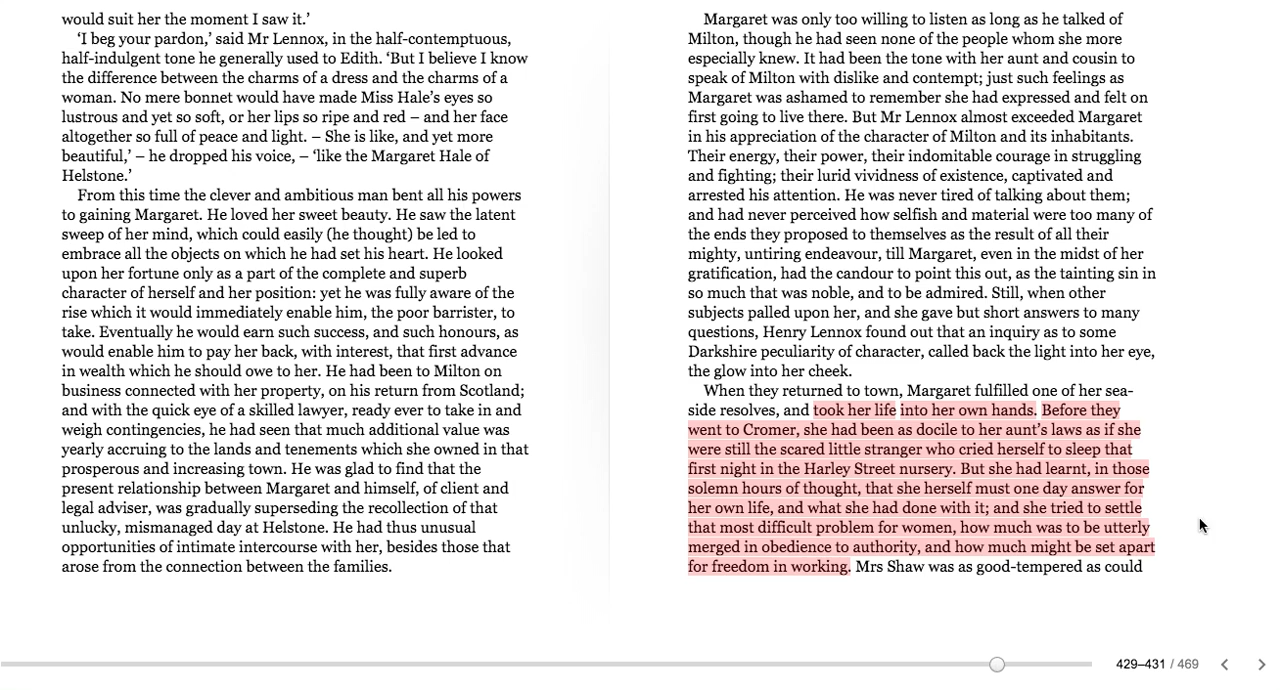 would suit her the moment I saw it.’
‘I beg your pardon,’ said Mr Lennox, in the half-contemptuous,
half-indulgent tone he generally used to Edith. ‘But I believe I know
the difference between the charms of a dress and the charms of a
woman. No mere bonnet would have made Miss Hale’s eyes so
lustrous and yet so soft, or her lips so ripe and red – and her face
altogether so full of peace and light. – She is like, and yet more
beautiful,’ – he dropped his voice, – ‘like the Margaret Hale of
Helstone.’
From this time the clever and ambitious man bent all his powers
to gaining Margaret. He loved her sweet beauty. He saw the latent
sweep of her mind, which could easily (he thought) be led to
embrace all the objects on which he had set his heart. He looked
upon her fortune only as a part of the complete and superb
character of herself and her position: yet he was fully aware of the
rise which it would immediately enable him, the poor barrister, to
take. Eventually he would earn such success, and such honours, as
would enable him to pay her back, with interest, that first advance
in wealth which he should owe to her. He had been to Milton on
business connected with her property, on his return from Scotland;
and with the quick eye of a skilled lawyer, ready ever to take in and
weigh contingencies, he had seen that much additional value was
yearly accruing to the lands and tenements which she owned in that
prosperous and increasing town. He was glad to find that the
present relationship between Margaret and himself, of client and
legal adviser, was gradually superseding the recollection of that
unlucky, mismanaged day at Helstone. He had thus unusual
opportunities of intimate intercourse with her, besides those that
arose from the connection between the families.
Margaret was only too willing to listen as long as he talked of
Milton, though he had seen none of the people whom she more
especially knew. It had been the tone with her aunt and cousin to
speak of Milton with dislike and contempt; just such feelings as
Margaret was ashamed to remember she had expressed and felt on
first going to live there. But Mr Lennox almost exceeded Margaret
in his appreciation of the character of Milton and its inhabitants.
Their energy, their power, their indomitable courage in struggling
and fighting; their lurid vividness of existence, captivated and
arrested his attention. He was never tired of talking about them;
and had never perceived how selfish and material were too many of
the ends they proposed to themselves as the result of all their
mighty, untiring endeavour, till Margaret, even in the midst of her
gratification, had the candour to point this out, as the tainting sin in
so much that was noble, and to be admired. Still, when other
subjects palled upon her, and she gave but short answers to many
questions, Henry Lennox found out that an inquiry as to some
Darkshire peculiarity of character, called back the light into her eye,
the glow into her cheek.
When they returned to town, Margaret fulfilled one of her sea-
side resolves, and took her life into her own hands. Before they
went to Cromer, she had been as docile to her aunt’s laws as if she
were still the scared little stranger who cried herself to sleep that
first night in the Harley Street nursery. But she had learnt, in those
solemn hours of thought, that she herself must one day answer for
her own life, and what she had done with it; and she tried to settle
that most difficult problem for women, how much was to be utterly
merged in obedience to authority, and how much might be set apart
for freedom in working. Mrs Shaw was as good-tempered as could
429–431 / 469